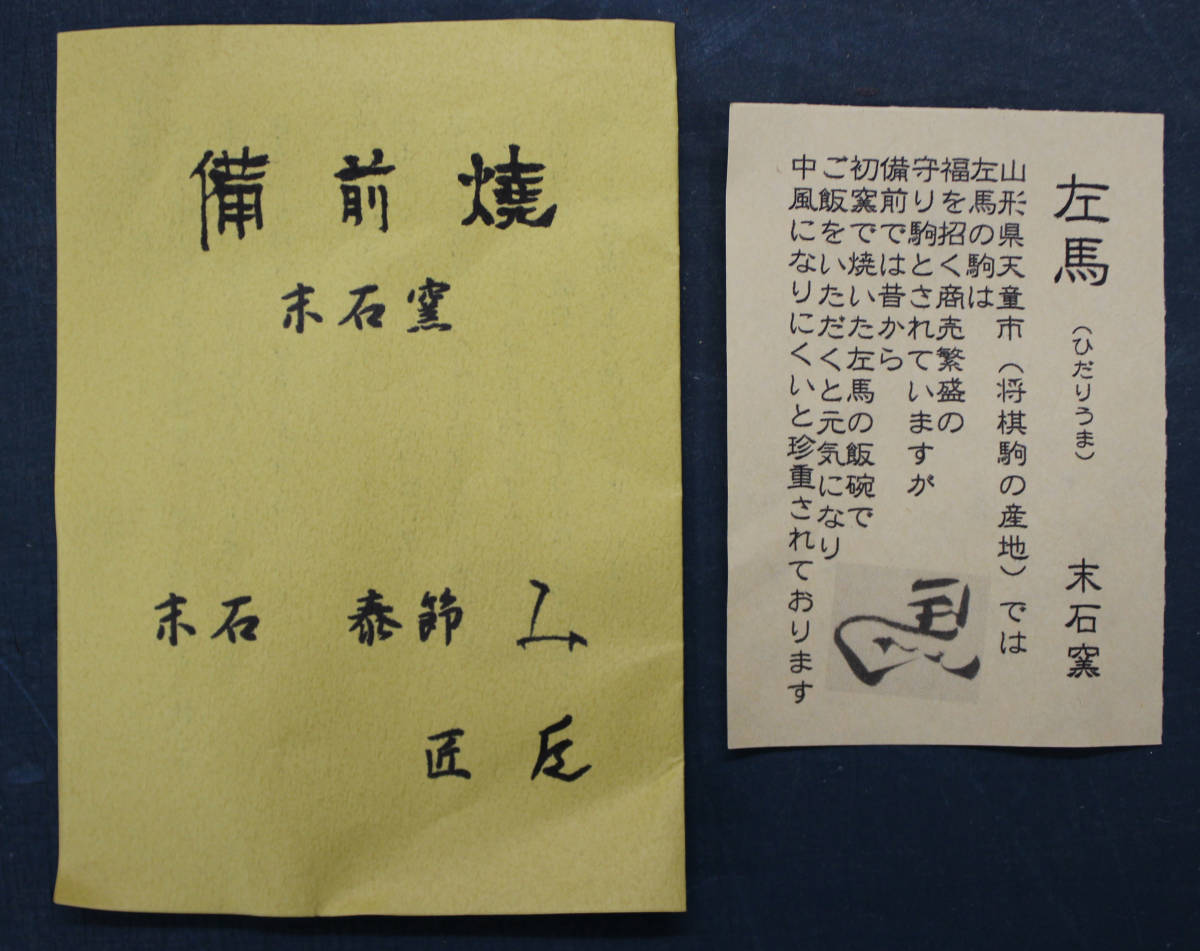 備前燒
末石窯
末石 泰節
匠
左馬 (ひだりうま) 末石窯
山形県天童市(将棋駒の産地)では
左馬の駒は
福を招く商売繁盛の
守り駒とされていますが
備前では昔から
初窯で焼いた左馬の飯碗で
ご飯をいただくと元気になり
中風になりにくいと珍重されております